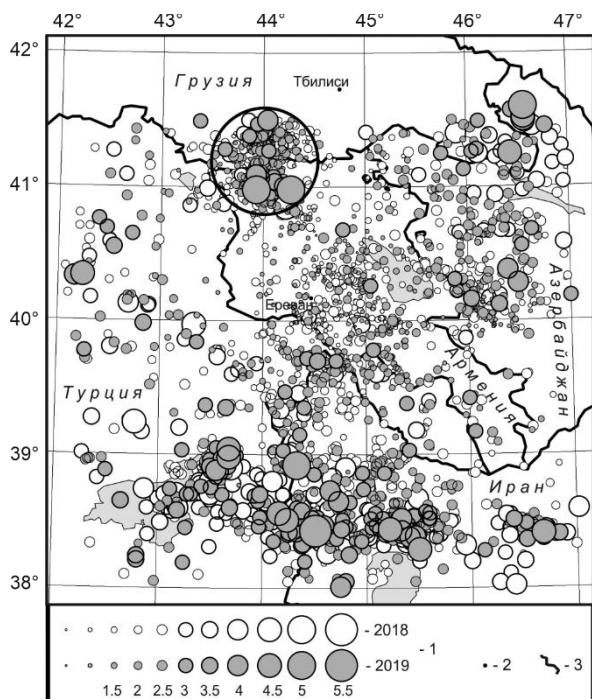 42° 43° 44° 45° 46° 47°
42°
Грузия
Тбилиси
41°
Ереван
40°
Азербайджан
Армения
Турция
39°
Иран
38°
- 2018
- 1
- 2
- 3
- 2019
1.5 2 2.5 3 3.5 4 4.5 5 5.5